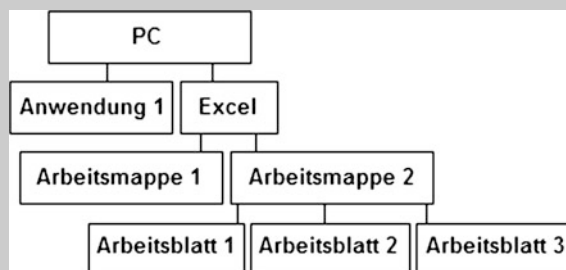 PC
Anwendung 1 Excel
Arbeitsmappe 1 Arbeitsmappe 2
Arbeitsblatt 1 Arbeitsblatt 2 Arbeitsblatt 3